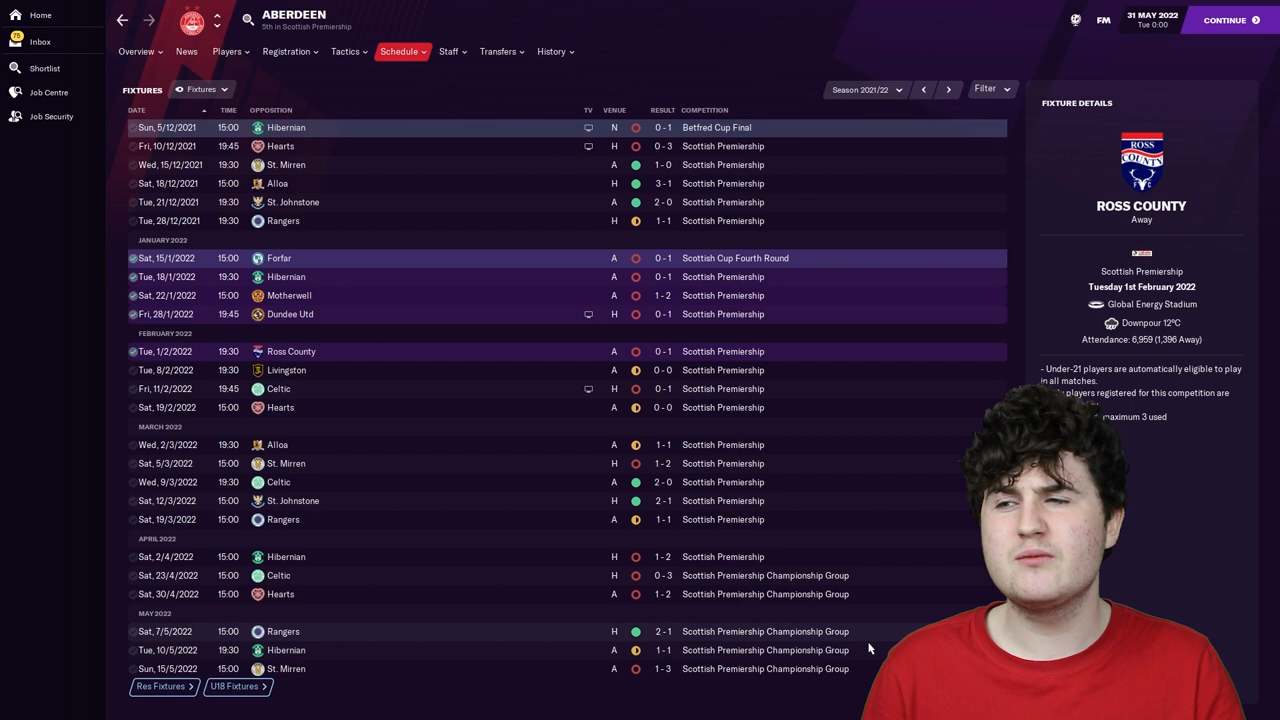 Home
75
Inbox
Shortlist
Job Centre
Job Security
ABERDEEN
5th in Scottish Premiership
FM
31 MAY 2022
Tue 0:00
CONTINUE
Overview
News
Players
Registration
Tactics
Schedule
Staff
Transfers
History
FIXTURES
Fixtures
Season 2021/22
Filter
DATE TIME OPPOSITION TV VENUE RESULT COMPETITION
Sun, 5/12/2021 15:00 Hibernian N 0 - 1 Betfred Cup Final
Fri, 10/12/2021 19:45 Hearts H 0 - 3 Scottish Premiership
Wed, 15/12/2021 19:30 St. Mirren A 1 - 0 Scottish Premiership
Sat, 18/12/2021 15:00 Alloa H 3 - 1 Scottish Premiership
Tue, 21/12/2021 19:30 St. Johnstone A 2 - 0 Scottish Premiership
Tue, 28/12/2021 19:30 Rangers H 1 - 1 Scottish Premiership
JANUARY 2022
Sat, 15/1/2022 15:00 Forfar A 0 - 1 Scottish Cup Fourth Round
Tue, 18/1/2022 19:30 Hibernian A 0 - 1 Scottish Premiership
Sat, 22/1/2022 15:00 Motherwell A 1 - 2 Scottish Premiership
Fri, 28/1/2022 19:45 Dundee Utd H 0 - 1 Scottish Premiership
FEBRUARY 2022
Tue, 1/2/2022 19:30 Ross County A 0 - 1 Scottish Premiership
Tue, 8/2/2022 19:30 Livingston A 0 - 0 Scottish Premiership
Fri, 11/2/2022 19:45 Celtic H 0 - 1 Scottish Premiership
Sat, 19/2/2022 15:00 Hearts A 0 - 0 Scottish Premiership
MARCH 2022
Wed, 2/3/2022 19:30 Alloa A 1 - 1 Scottish Premiership
Sat, 5/3/2022 15:00 St. Mirren H 1 - 2 Scottish Premiership
Wed, 9/3/2022 19:30 Celtic A 2 - 0 Scottish Premiership
Sat, 12/3/2022 15:00 St. Johnstone H 2 - 1 Scottish Premiership
Sat, 19/3/2022 15:00 Rangers A 1 - 1 Scottish Premiership
APRIL 2022
Sat, 2/4/2022 15:00 Hibernian H 1 - 2 Scottish Premiership
Sat, 23/4/2022 15:00 Celtic H 0 - 3 Scottish Premiership Championship Group
Sat, 30/4/2022 15:00 Hearts A 1 - 2 Scottish Premiership Championship Group
MAY 2022
Sat, 7/5/2022 15:00 Rangers H 2 - 1 Scottish Premiership Championship Group
Tue, 10/5/2022 19:30 Hibernian A 1 - 1 Scottish Premiership Championship Group
Sun, 15/5/2022 15:00 St. Mirren A 1 - 3 Scottish Premiership Championship Group
Res Fixtures
U18 Fixtures
FIXTURE DETAILS
ROSS
COUNTY
ROSS COUNTY
Away
Scottish Premiership
Tuesday 1st February 2022
Global Energy Stadium
Downpour 12°C
Attendance: 6,959 (1,396 Away)
- Under-21 players are automatically eligible to play
in all matches.
players registered for this competition are
maximum 3 used